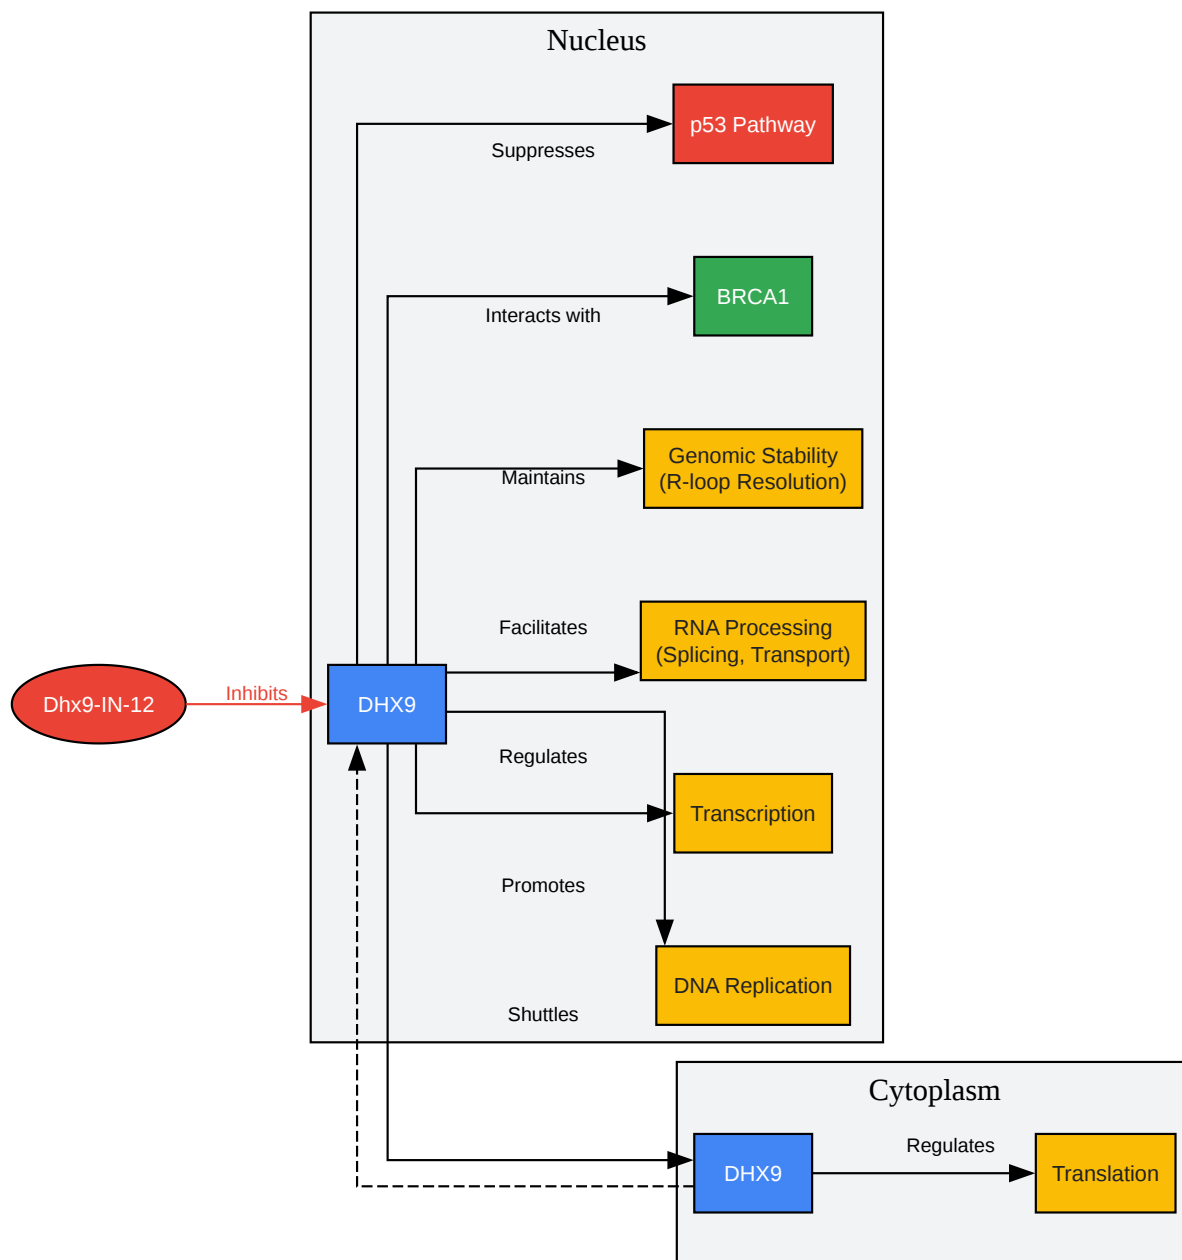 Nucleus
p53 Pathway
Suppresses
BRCA1
Interacts with
Genomic Stability
(R-loop Resolution)
Maintains
RNA Processing
(Splicing, Transport)
Facilitates
Dhx9-IN-12
Inhibits
DHX9
Regulates
Transcription
Promotes
DNA Replication
Shuttles
Cytoplasm
DHX9
Regulates
Translation